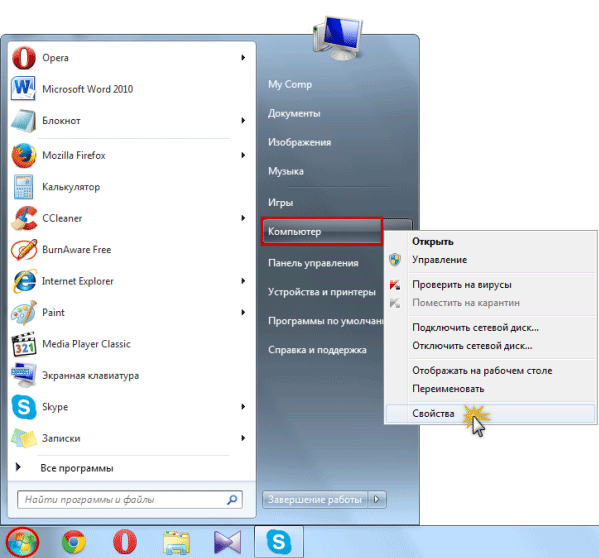 Opera
Microsoft Word 2010
Блокнот
Mozilla Firefox
Калькулятор
CCleaner
BurnAware Free
Internet Explorer
Paint
Media Player Classic
Экранная клавиатура
Skype
Записки
Все программы
Найти программы и файлы
My Comp
Документы
Изображения
Музыка
Игры
Компьютер
Панель управления
Устройства и принтеры
Программы по умолчан
Справка и поддержка
Завершение работы
Открыть
Управление
Проверить на вирусы
Поместить на карантин
Подключить сетевой диск...
Отключить сетевой диск...
Отображать на рабочем столе
Переименовать
Свойства